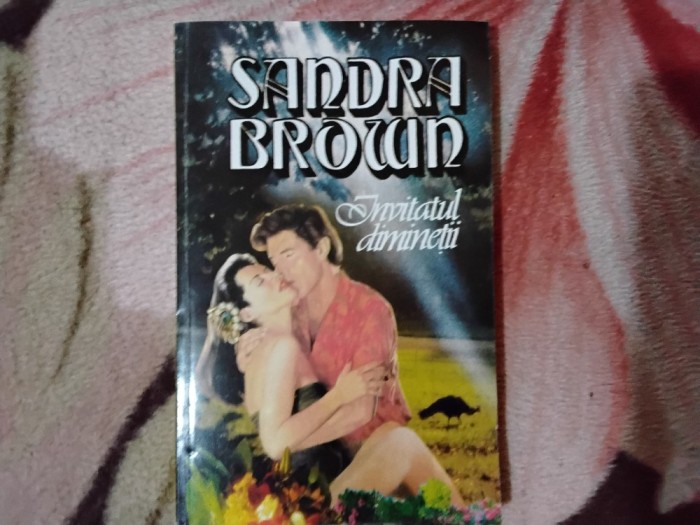 SANDRA
BROWN
Invitatul
dimineții